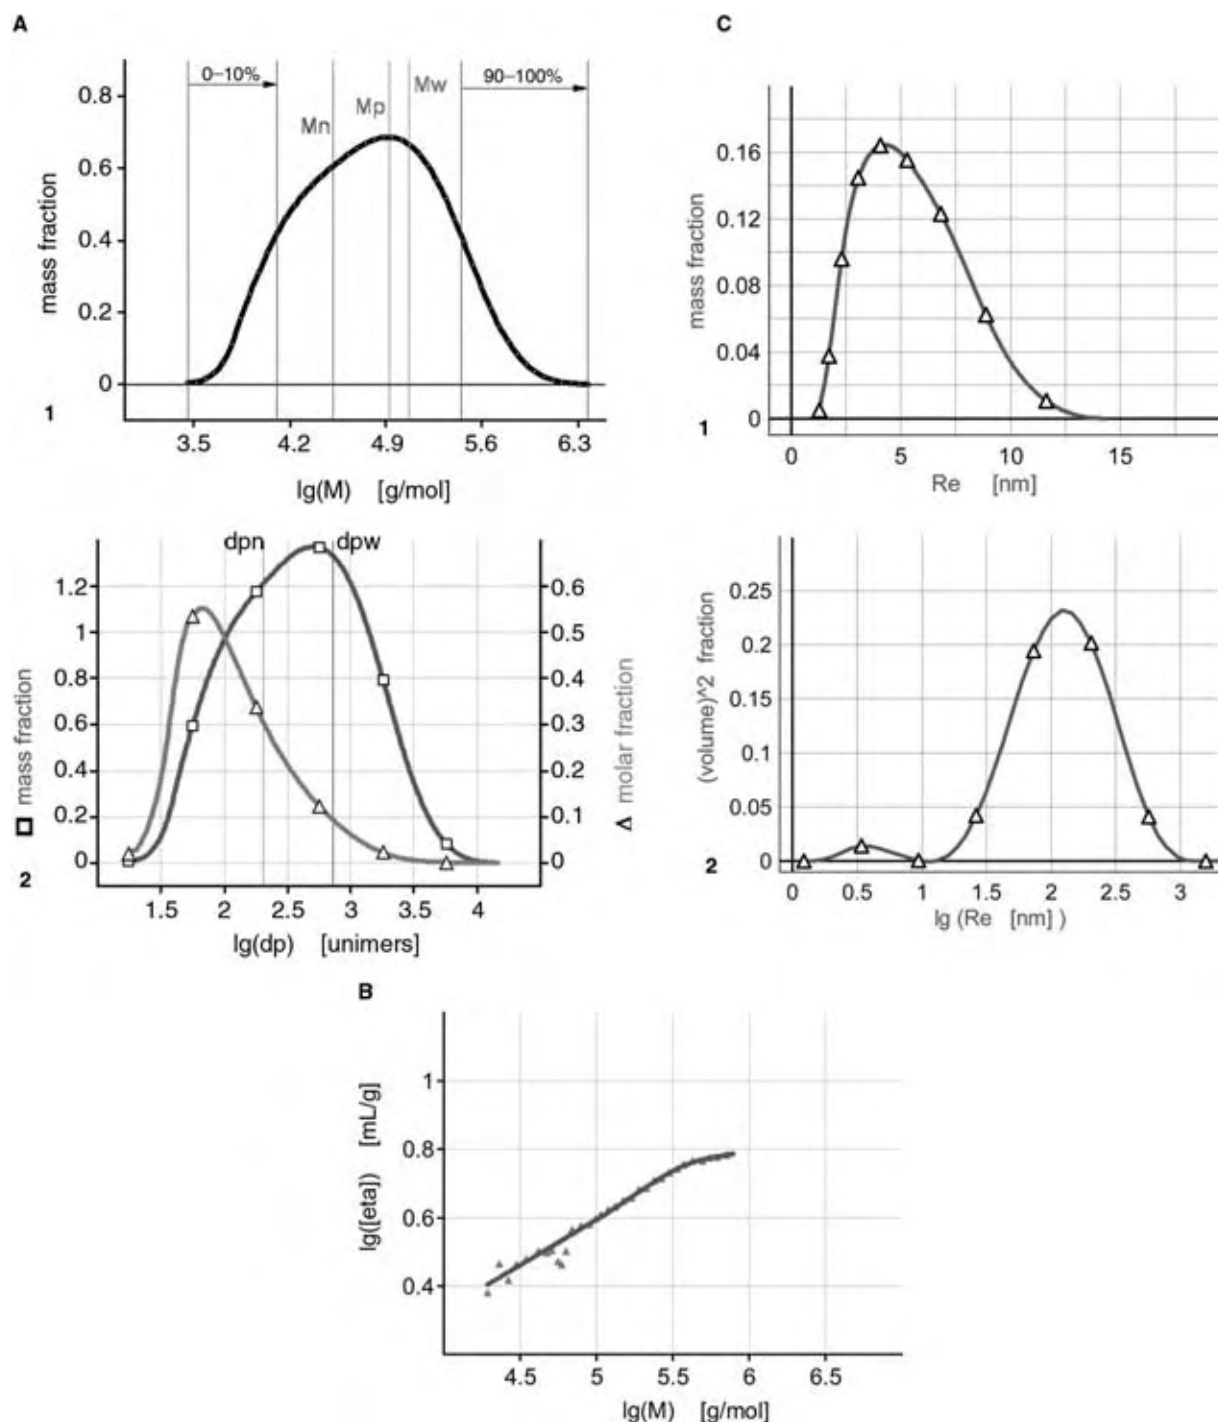 A
0–10%
90–100%
Mn
Mp
Mw
0.8
0.6
0.4
0.2
0
mass fraction
1
3.5 4.2 4.9 5.6 6.3
lg(M) [g/mol]
dpn
dpw
1.2
1
0.8
0.6
0.4
0.2
0
mass fraction
0.6
0.5
0.4
0.3
0.2
0.1
0
molar fraction
2
1.5 2 2.5 3 3.5 4
lg(dp) [unimers]
C
0.16
0.12
0.08
0.04
0
mass fraction
1
0 5 10 15
Re [nm]
0.25
0.2
0.15
0.1
0.05
0
(volume)^2 fraction
2
0 0.5 1 1.5 2 2.5 3
lg (Re [nm] )
B
1
0.8
0.6
0.4
lg([eta]) [mL/g]
4.5 5 5.5 6 6.5
lg(M) [g/mol]